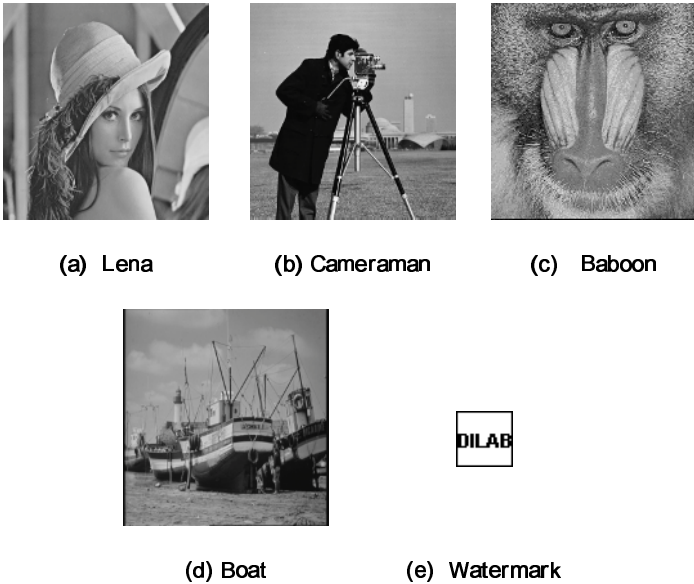 (a) Lena
(b) Cameraman
(c) Baboon
DILAB
(d) Boat
(e) Watermark